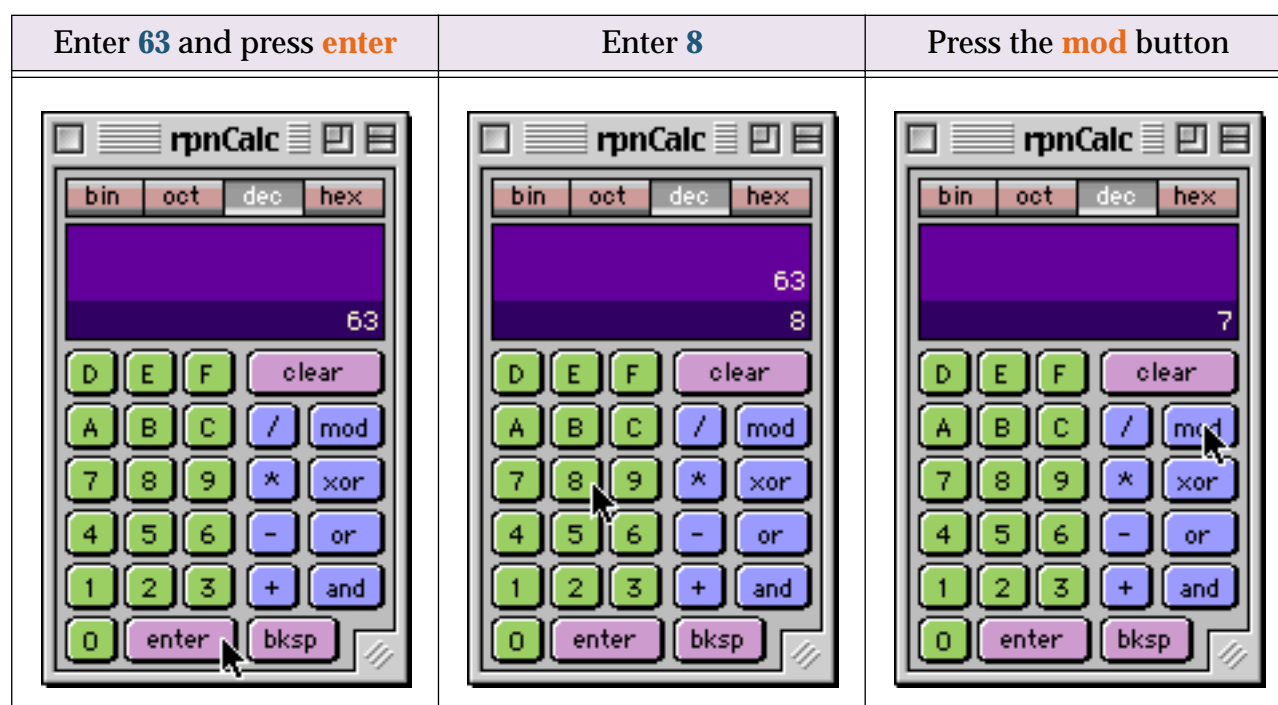 Enter 63 and press enter
Enter 8
Press the mod button
rpnCalc
bin oct dec hex
63
D E F clear
A B C / mod
7 8 9 * xor
4 5 6 - or
1 2 3 + and
0 enter bksp
rpnCalc
bin oct dec hex
63
8
D E F clear
A B C / mod
7 8 9 * xor
4 5 6 - or
1 2 3 + and
0 enter bksp
rpnCalc
bin oct dec hex
7
D E F clear
A B C / mod
7 8 9 * xor
4 5 6 - or
1 2 3 + and
0 enter bksp